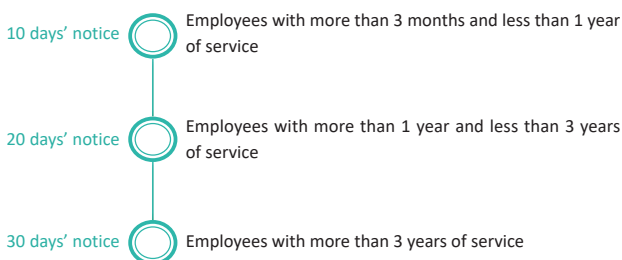 10 days’ notice
Employees with more than 3 months and less than 1 year
of service
20 days’ notice
Employees with more than 1 year and less than 3 years
of service
30 days’ notice
Employees with more than 3 years of service